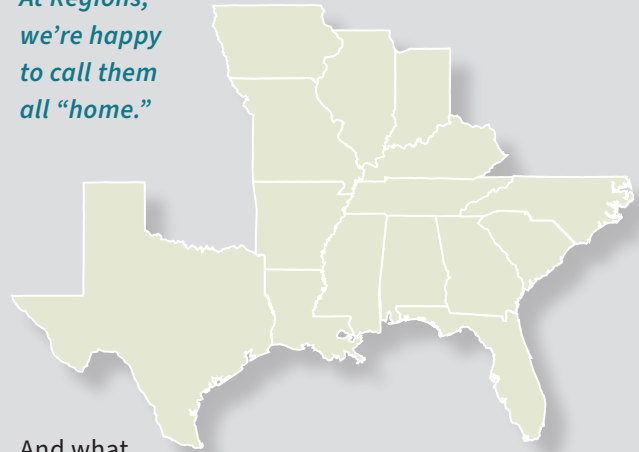 At Regions,
we’re happy
to call them
all “home.”
And what